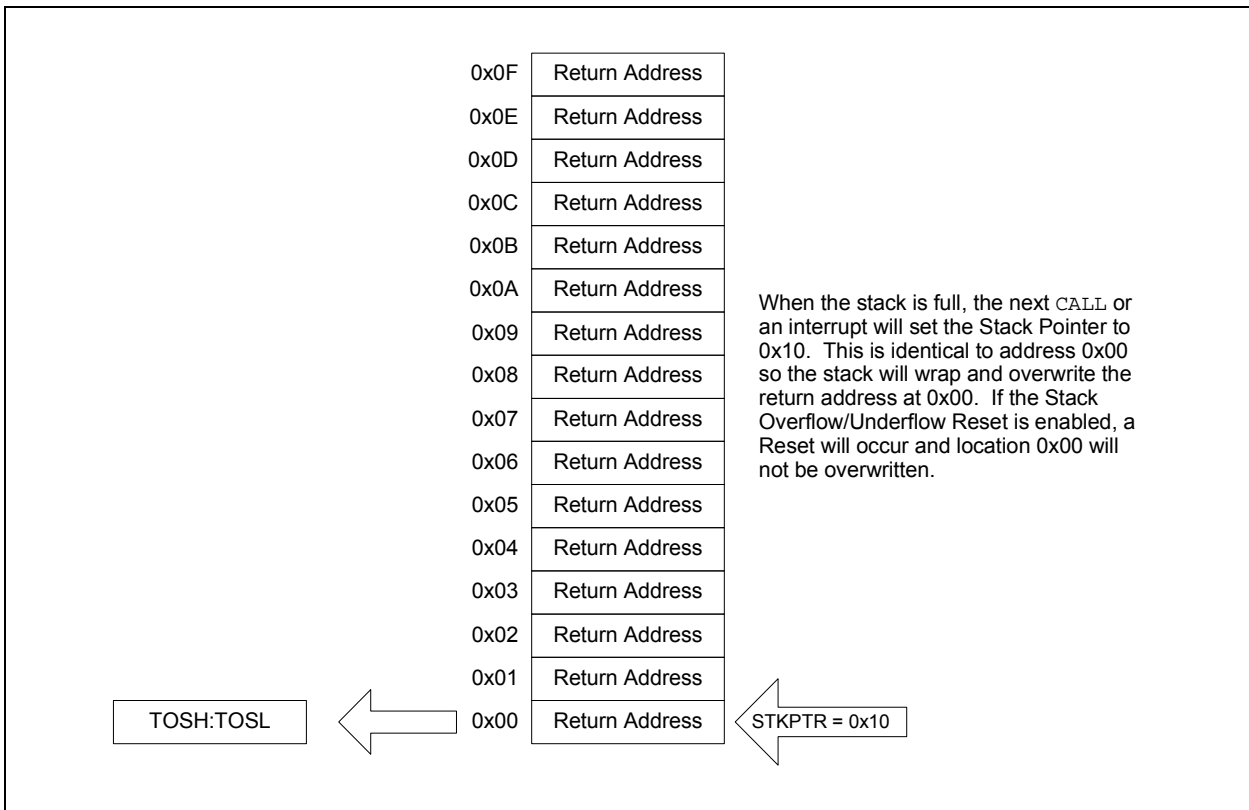 0x0F Return Address
0x0E Return Address
0x0D Return Address
0x0C Return Address
0x0B Return Address
0x0A Return Address
0x09 Return Address
0x08 Return Address
0x07 Return Address
0x06 Return Address
0x05 Return Address
0x04 Return Address
0x03 Return Address
0x02 Return Address
0x01 Return Address
TOSH:TOSL 0x00 Return Address STKPTR = 0x10
When the stack is full, the next CALL or
an interrupt will set the Stack Pointer to
0x10. This is identical to address 0x00
so the stack will wrap and overwrite the
return address at 0x00. If the Stack
Overflow/Underflow Reset is enabled, a
Reset will occur and location 0x00 will
not be overwritten.